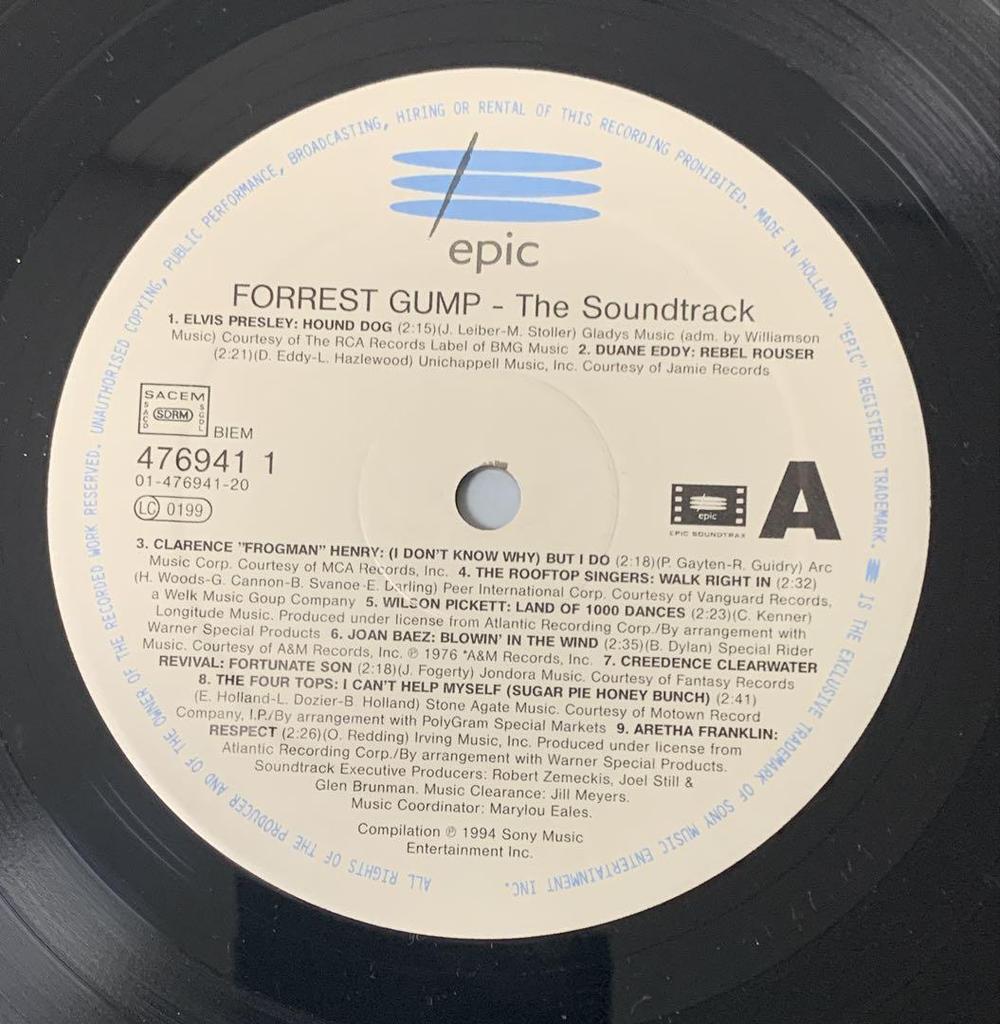 UNAUTHORISED COPYING, PUBLIC PERFORMANCE, BROADCASTING, HIRING OR RENTAL OF THIS RECORDING PROHIBITED. MADE IN HOLLAND. "EPIC" REGISTERED TRADEMARK.
epic
FORREST GUMP - The Soundtrack
1. ELVIS PRESLEY: HOUND DOG (2:15)(J. Leiber-M. Stoller) Gladys Music (adm. by Williamson
Music) Courtesy of The RCA Records Label of BMG Music 2. DUANE EDDY: REBEL ROUSER
(2:21)(D. Eddy-L. Hazlewood) Unichappell Music, Inc. Courtesy of Jamie Records
SACEM
SACD
SDRM
SGDL
BIEM
476941 1
01-476941-20
LC 0199
epic
EPIC SOUNDTRAX
A
3. CLARENCE "FROGMAN" HENRY: (I DON'T KNOW WHY) BUT I DO (2:18)(P. Gayten-R. Guidry) Arc
Music Corp. Courtesy of MCA Records, Inc. 4. THE ROOFTOP SINGERS: WALK RIGHT IN (2:32)
(H. Woods-G. Cannon-B. Svanoe-E. Darling) Peer International Corp. Courtesy of Vanguard Records,
a Welk Music Goup Company 5. WILSON PICKETT: LAND OF 1000 DANCES (2:23)(C. Kenner)
Longitude Music. Produced under license from Atlantic Recording Corp./By arrangement with
Warner Special Products 6. JOAN BAEZ: BLOWIN' IN THE WIND (2:35)(B. Dylan) Special Rider
Music. Courtesy of A&M Records, Inc. ℗ 1976 *A&M Records, Inc. 7. CREEDENCE CLEARWATER
REVIVAL: FORTUNATE SON (2:18)(J. Fogerty) Jondora Music. Courtesy of Fantasy Records
8. THE FOUR TOPS: I CAN'T HELP MYSELF (SUGAR PIE HONEY BUNCH) (2:41)
(E. Holland-L. Dozier-B Holland) Stone Agate Music. Courtesy of Motown Record
Company, I.P./By arrangement with PolyGram Special Markets 9. ARETHA FRANKLIN:
RESPECT (2:26)(O. Redding) Irving Music, Inc. Produced under license from
Atlantic Recording Corp./By arrangement with Warner Special Products.
Soundtrack Executive Producers: Robert Zemeckis, Joel Still &
Glen Brunman. Music Clearance: Jill Meyers.
Music Coordinator: Marylou Eales.
Compilation ℗ 1994 Sony Music
Entertainment Inc.
IS THE EXCLUSIVE TRADEMARK OF SONY MUSIC ENTERTAINMENT INC.
ALL RIGHTS OF THE PRODUCER AND OF THE OWNER OF THE RECORDED WORK RESERVED.